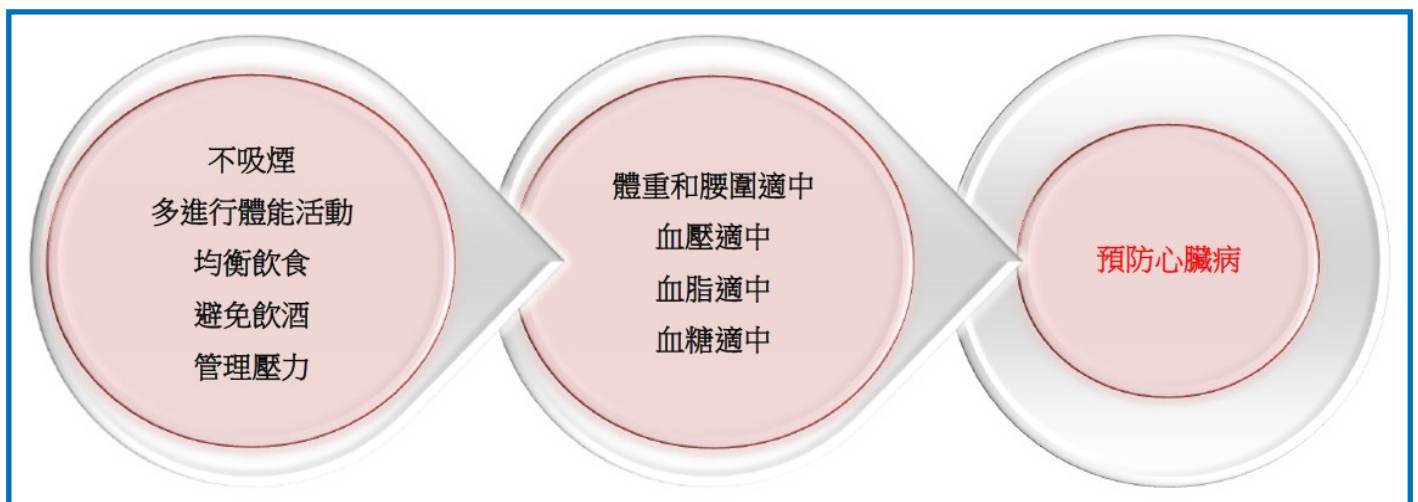 不吸煙
多進行體能活動
均衡飲食
避免飲酒
管理壓力
體重和腰圍適中
血壓適中
血脂適中
血糖適中
預防心臟病